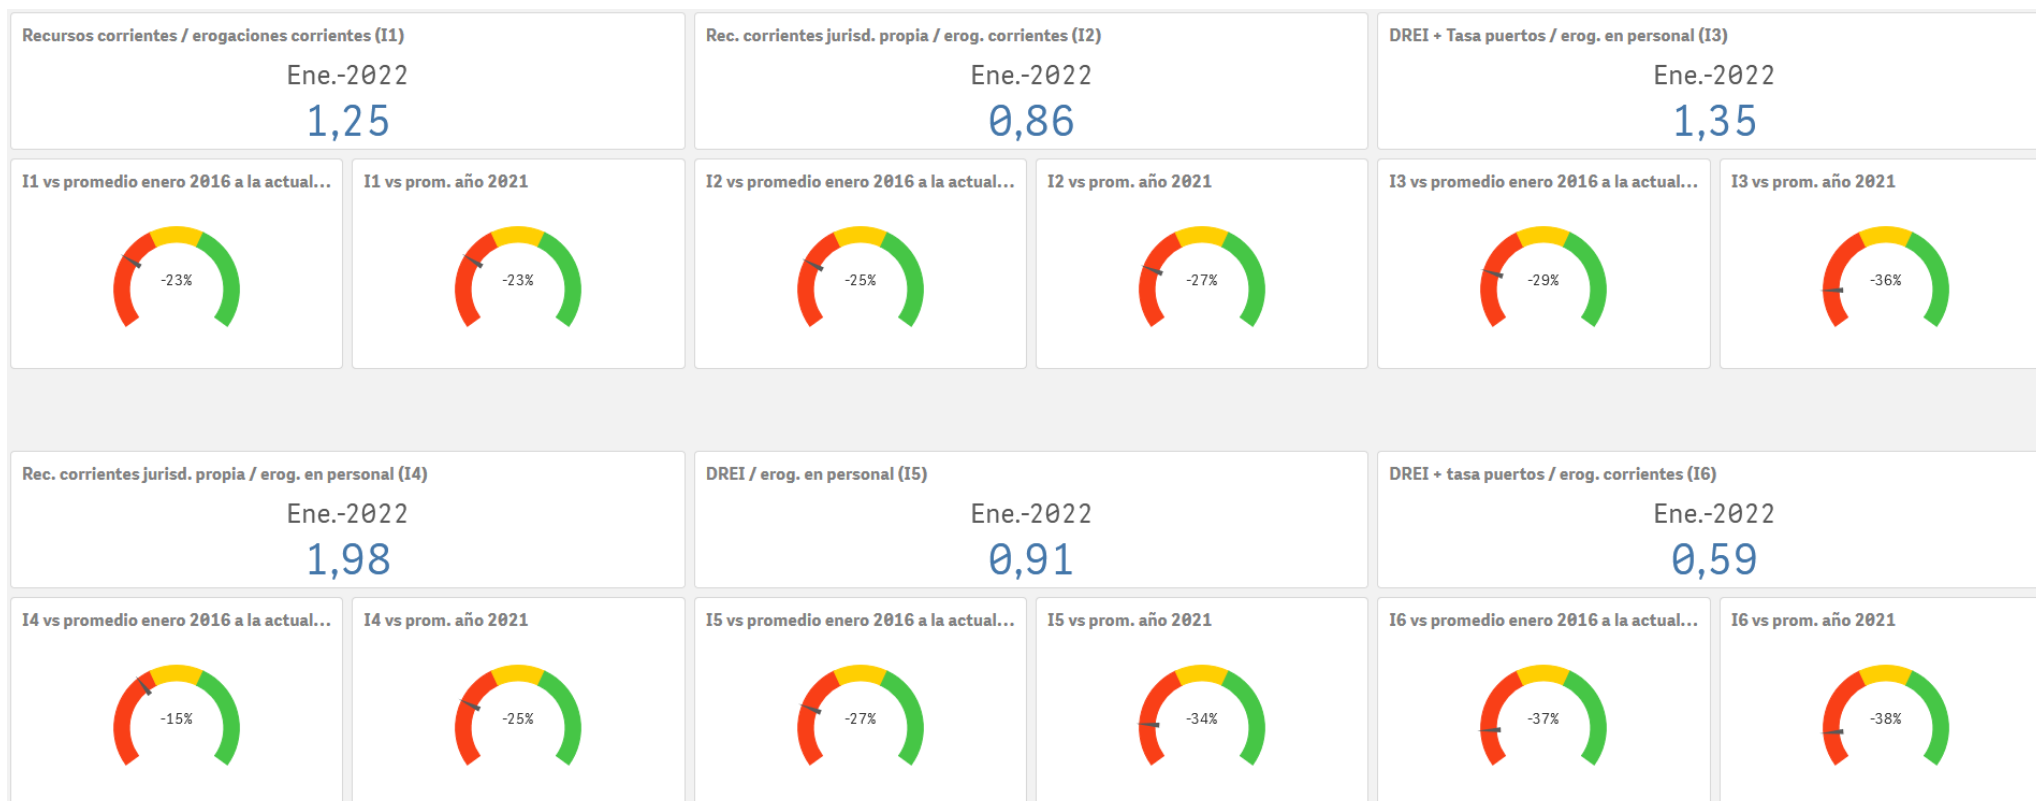 Recursos corrientes / erogaciones corrientes (I1)
Ene.-2022
1,25
Rec. corrientes jurisd. propia / erog. corrientes (I2)
Ene.-2022
0,86
DREI + Tasa puertos / erog. en personal (I3)
Ene.-2022
1,35
I1 vs promedio enero 2016 a la actual...
-23%
I1 vs prom. año 2021
-23%
I2 vs promedio enero 2016 a la actual...
-25%
I2 vs prom. año 2021
-27%
I3 vs promedio enero 2016 a la actual...
-29%
I3 vs prom. año 2021
-36%
Rec. corrientes jurisd. propia / erog. en personal (I4)
Ene.-2022
1,98
DREI / erog. en personal (I5)
Ene.-2022
0,91
DREI + tasa puertos / erog. corrientes (I6)
Ene.-2022
0,59
I4 vs promedio enero 2016 a la actual...
-15%
I4 vs prom. año 2021
-25%
I5 vs promedio enero 2016 a la actual...
-27%
I5 vs prom. año 2021
-34%
I6 vs promedio enero 2016 a la actual...
-37%
I6 vs prom. año 2021
-38%